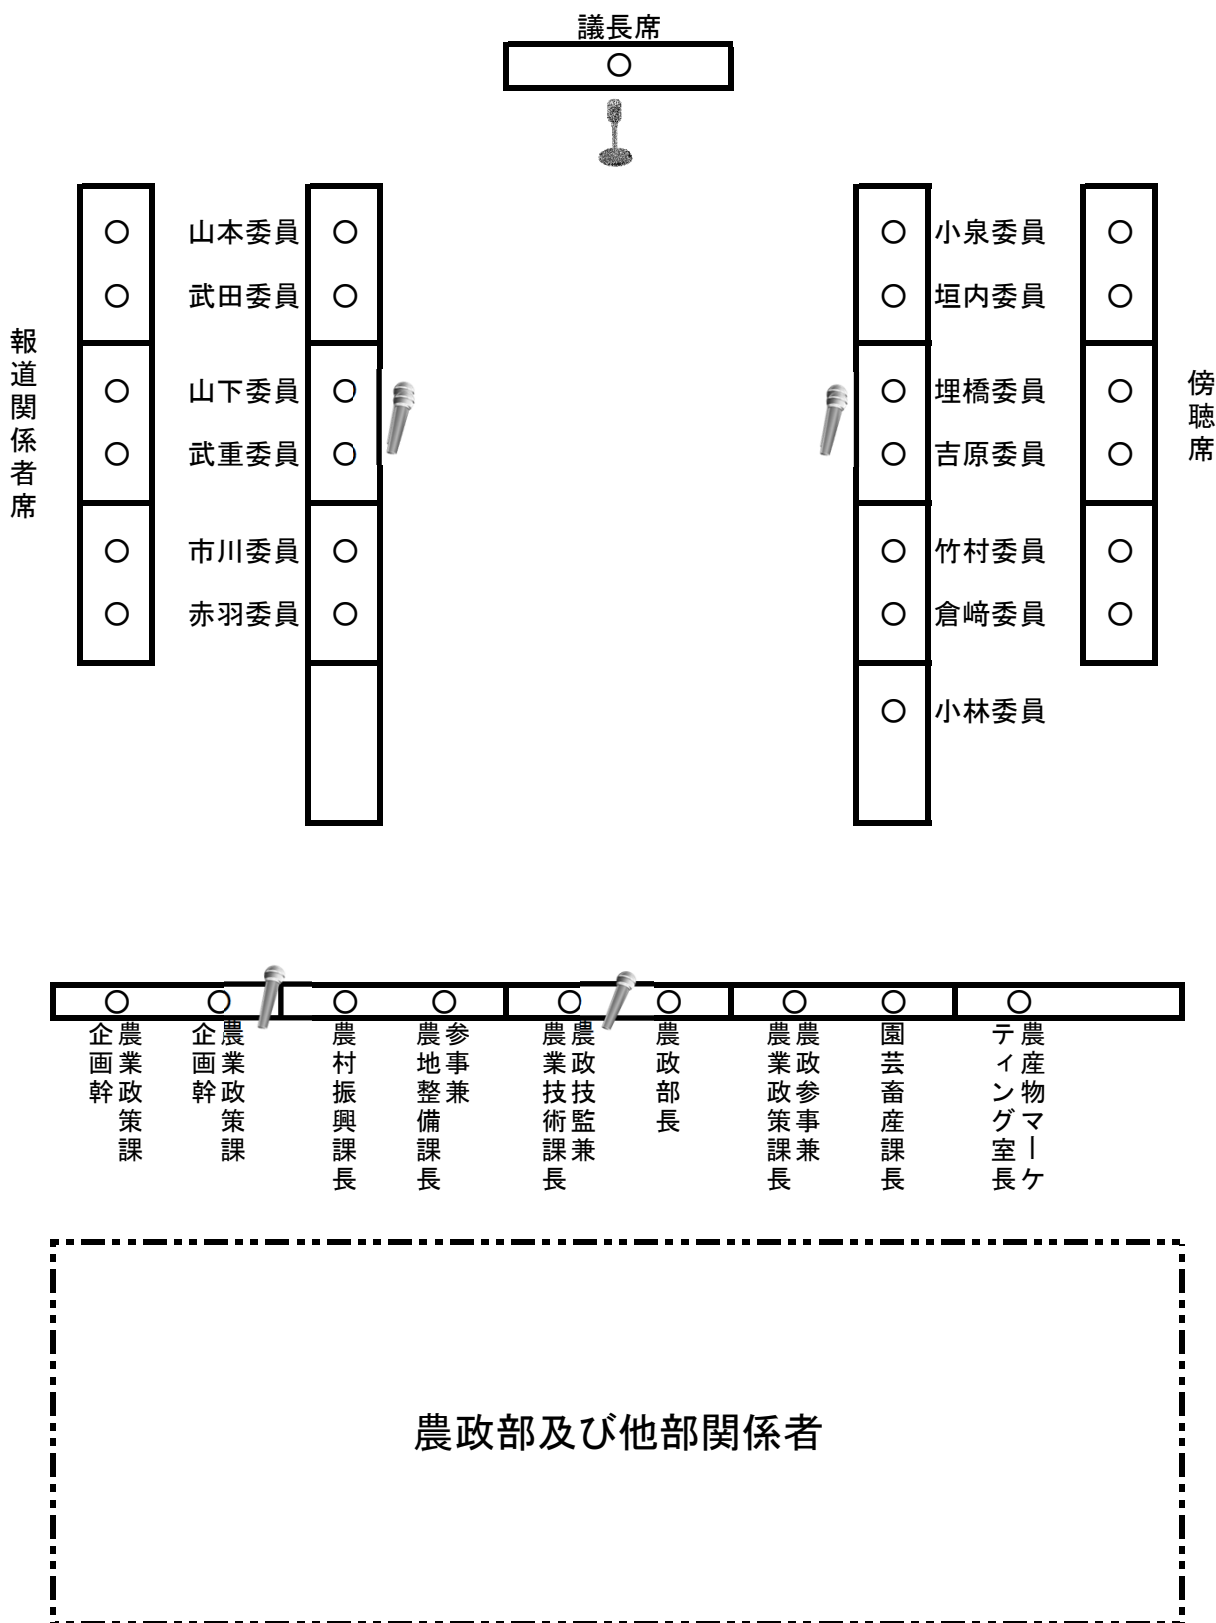 議長席
山本委員
小泉委員
武田委員
垣内委員
報道関係者席
山下委員
埋橋委員
傍聴席
武重委員
吉原委員
市川委員
竹村委員
赤羽委員
倉﨑委員
小林委員
農業政策課
企画幹
農業政策課
企画幹
農村振興課長
参事兼
農地整備課長
農政技監兼
農業技術課長
農政部長
農政参事兼
農業政策課長
園芸畜産課長
農産物マーケ
ティング室長
農政部及び他部関係者